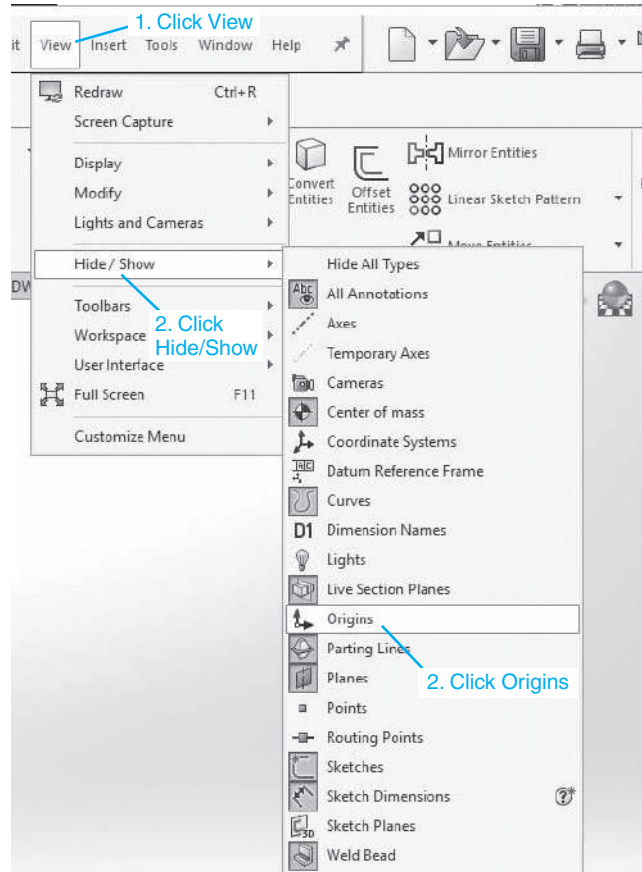 1. Click View
it View Insert Tools Window Help
Redraw Ctrl+R
Screen Capture
Display
Modify
Lights and Cameras
Hide / Show
Toolbars
Workspace
User Interface
Full Screen F11
Customize Menu
2. Click
Hide/Show
Convert
Entities
Offset
Entities
Mirror Entities
Linear Sketch Pattern
Move Entities
DW
Hide All Types
Abc All Annotations
Axes
Temporary Axes
Cameras
Center of mass
Coordinate Systems
Datum Reference Frame
Curves
D1 Dimension Names
Lights
Live Section Planes
Origins
Parting Lines
Planes
2. Click Origins
Points
Routing Points
Sketches
Sketch Dimensions
3D Sketch Planes
Weld Bead